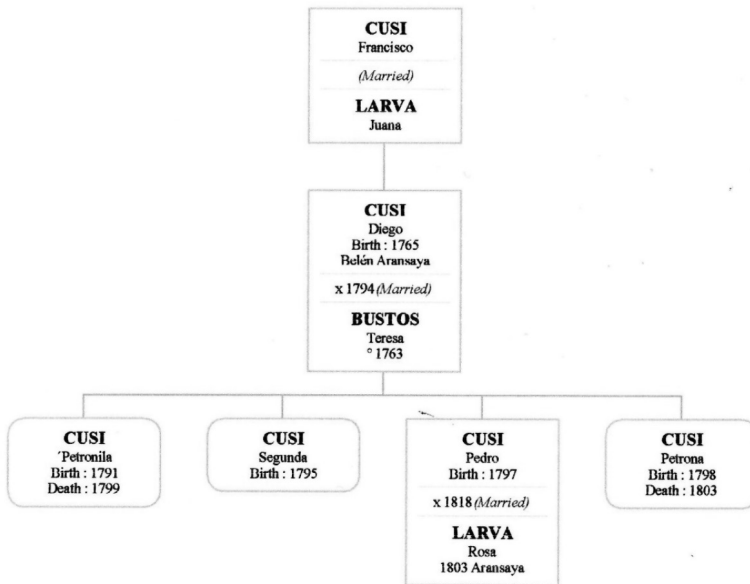 CUSI
Francisco
(Married)
LARVA
Juana
CUSI
Diego
Birth : 1765
Belén Aransaya
x 1794 (Married)
BUSTOS
Teresa
° 1763
CUSI
'Petronila
Birth : 1791
Death : 1799
CUSI
Segunda
Birth : 1795
CUSI
Pedro
Birth : 1797
x 1818 (Married)
LARVA
Rosa
1803 Aransaya
CUSI
Petrona
Birth : 1798
Death : 1803